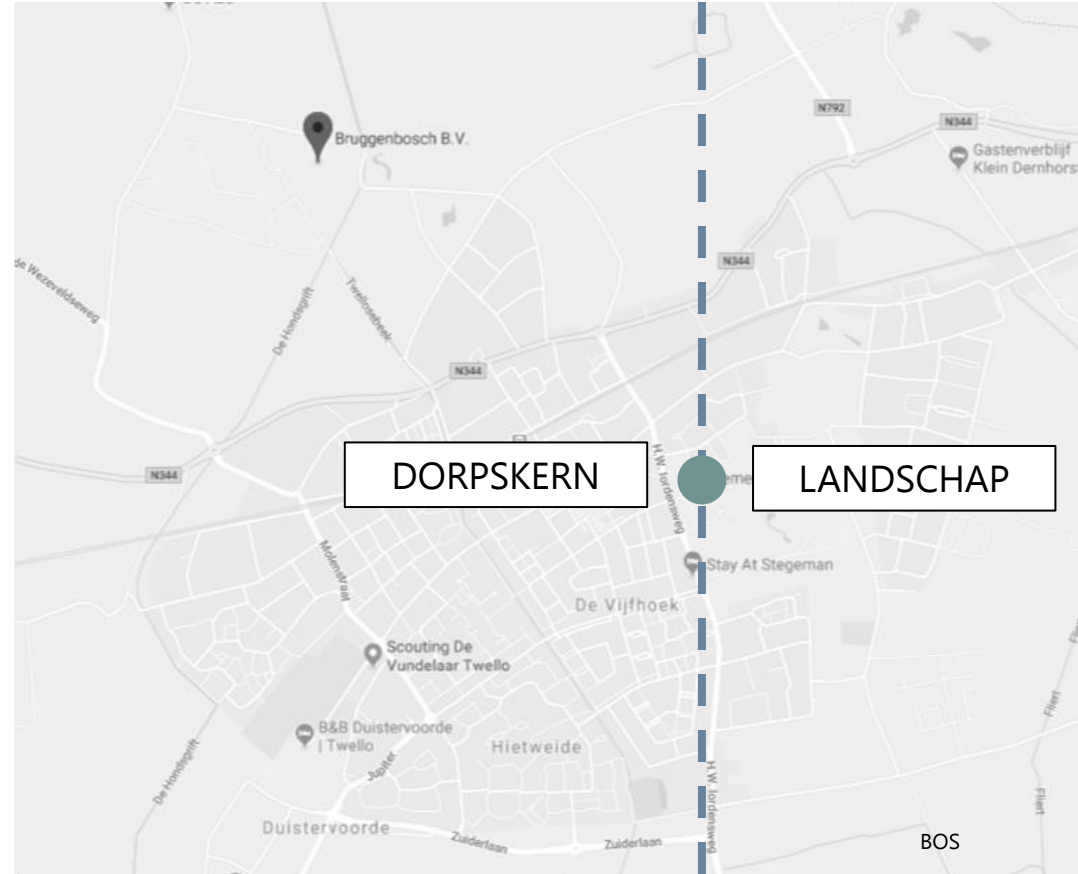 Bruggenbosch B.V.
N792
N344
Gastenverblijf
Klein Dernhorst
de Wezeveldseweg
De Hondsgrift
Twellosebeek
N344
N344
N344
DORPSKERN
LANDSCHAP
H.W. Iordensweg
Molenstraat
Stay At Stegeman
De Vijfhoek
Scouting De
Vundelaar Twello
B&B Duistervoorde
| Twello
Hietweide
De Hondsgrift
Jupiter
Fliert
Fliert
H.W. Iordensweg
Duistervoorde
Zuiderlaan
Zuiderlaan
BOS